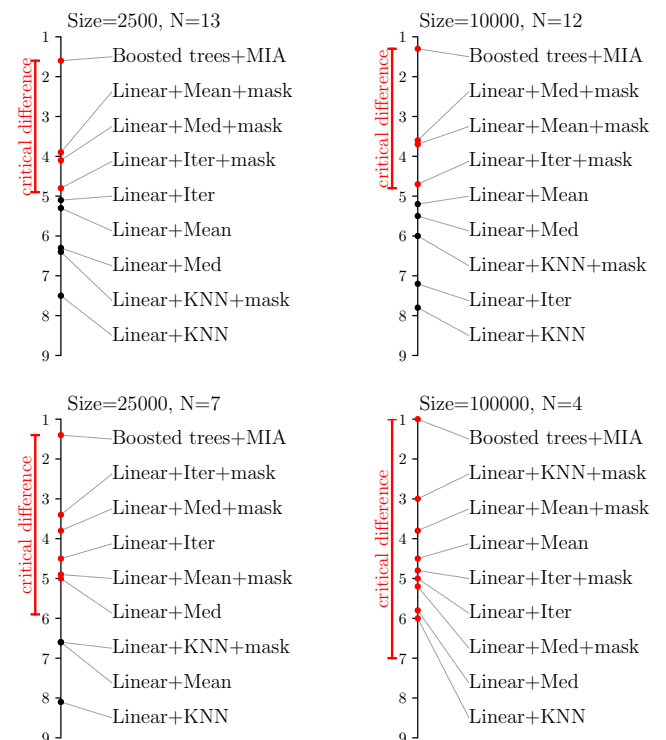 Size=2500, N=13
critical difference
1
2
3
4
5
6
7
8
9
Boosted trees+MIA
Linear+Mean+mask
Linear+Med+mask
Linear+Iter+mask
Linear+Iter
Linear+Mean
Linear+Med
Linear+KNN+mask
Linear+KNN
Size=10000, N=12
critical difference
1
2
3
4
5
6
7
8
9
Boosted trees+MIA
Linear+Med+mask
Linear+Mean+mask
Linear+Iter+mask
Linear+Mean
Linear+Med
Linear+KNN+mask
Linear+Iter
Linear+KNN
Size=25000, N=7
critical difference
1
2
3
4
5
6
7
8
9
Boosted trees+MIA
Linear+Iter+mask
Linear+Med+mask
Linear+Iter
Linear+Mean+mask
Linear+Med
Linear+KNN+mask
Linear+Mean
Linear+KNN
Size=100000, N=4
critical difference
1
2
3
4
5
6
7
8
9
Boosted trees+MIA
Linear+KNN+mask
Linear+Mean+mask
Linear+Mean
Linear+Iter+mask
Linear+Iter
Linear+Med+mask
Linear+Med
Linear+KNN